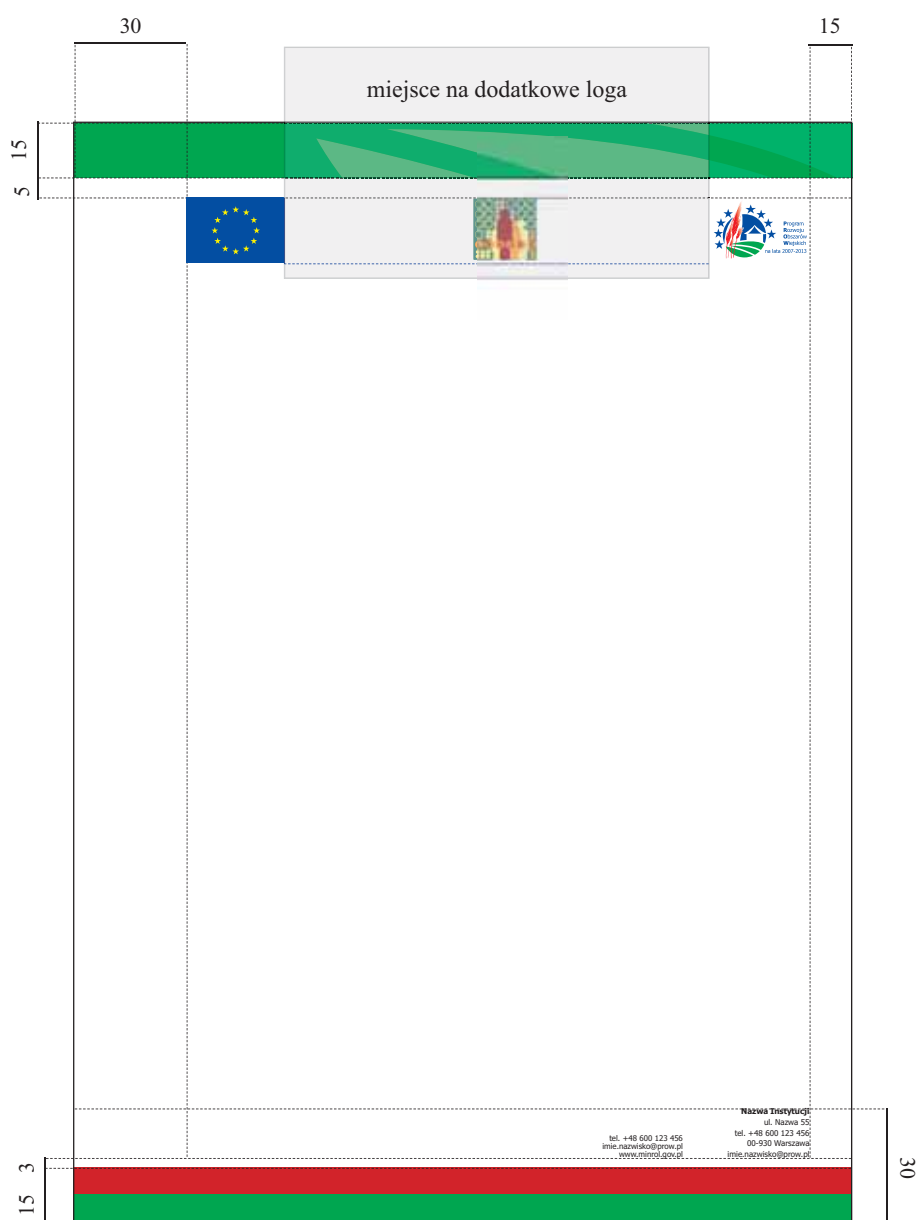 30
15
miejsce na dodatkowe loga
15
5
Program
Rozwoju
Obszarów
Wiejskich
na lata 2007-2013
Nazwa Instytucji
ul. Nazwa 55
tel. +48 600 123 456
00-930 Warszawa
imie.nazwisko@prow.pl
tel. +48 600 123 456
imie.nazwisko@prow.pl
www.minrol.gov.pl
3
15
30